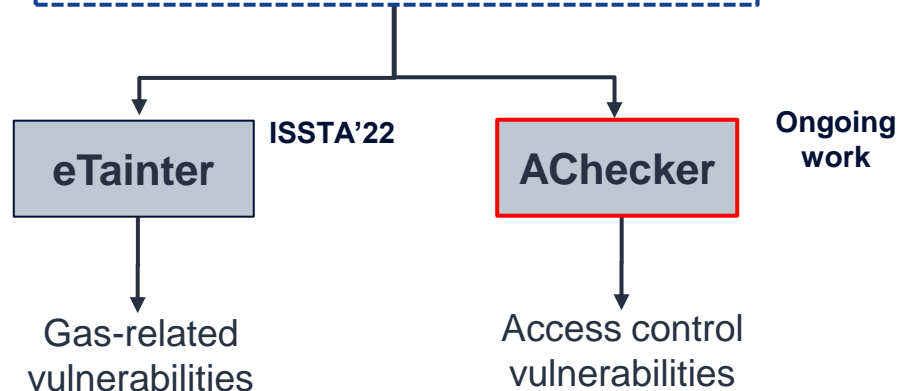 eTainter
ISSTA'22
AChecker
Ongoing
work
Gas-related
vulnerabilities
Access control
vulnerabilities